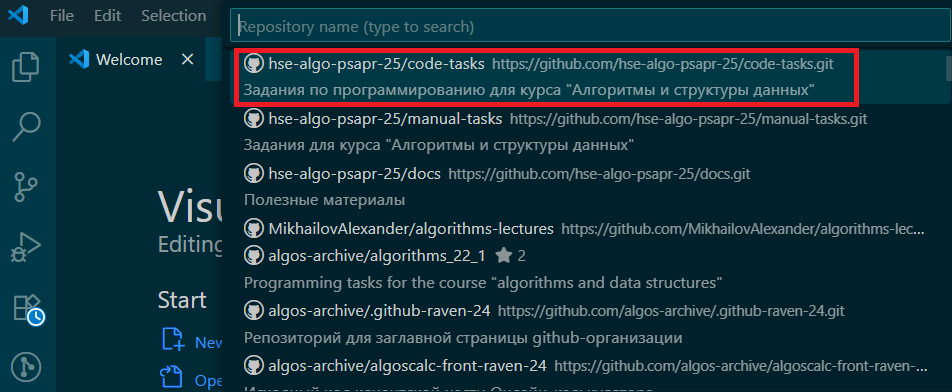 File Edit Selection
Repository name (type to search)
Welcome
hse-algo-psapr-25/code-tasks https://github.com/hse-algo-psapr-25/code-tasks.git
Задания по программированию для курса "Алгоритмы и структуры данных"
hse-algo-psapr-25/manual-tasks https://github.com/hse-algo-psapr-25/manual-tasks.git
Задания для курса "Алгоритмы и структуры данных"
hse-algo-psapr-25/docs https://github.com/hse-algo-psapr-25/docs.git
Полезные материалы
Visu
MikhailovAlexander/algorithms-lectures https://github.com/MikhailovAlexander/algorithms-lec...
Editing
algos-archive/algorithms_22_1 2
Programming tasks for the course "algorithms and data structures"
Start
algos-archive/.github-raven-24 https://github.com/algos-archive/.github-raven-24.git
New
Репозиторий для заглавной страницы github-организации
algos-archive/algoscalc-front-raven-24 https://github.com/algos-archive/algoscalc-front-raven-...
Ope